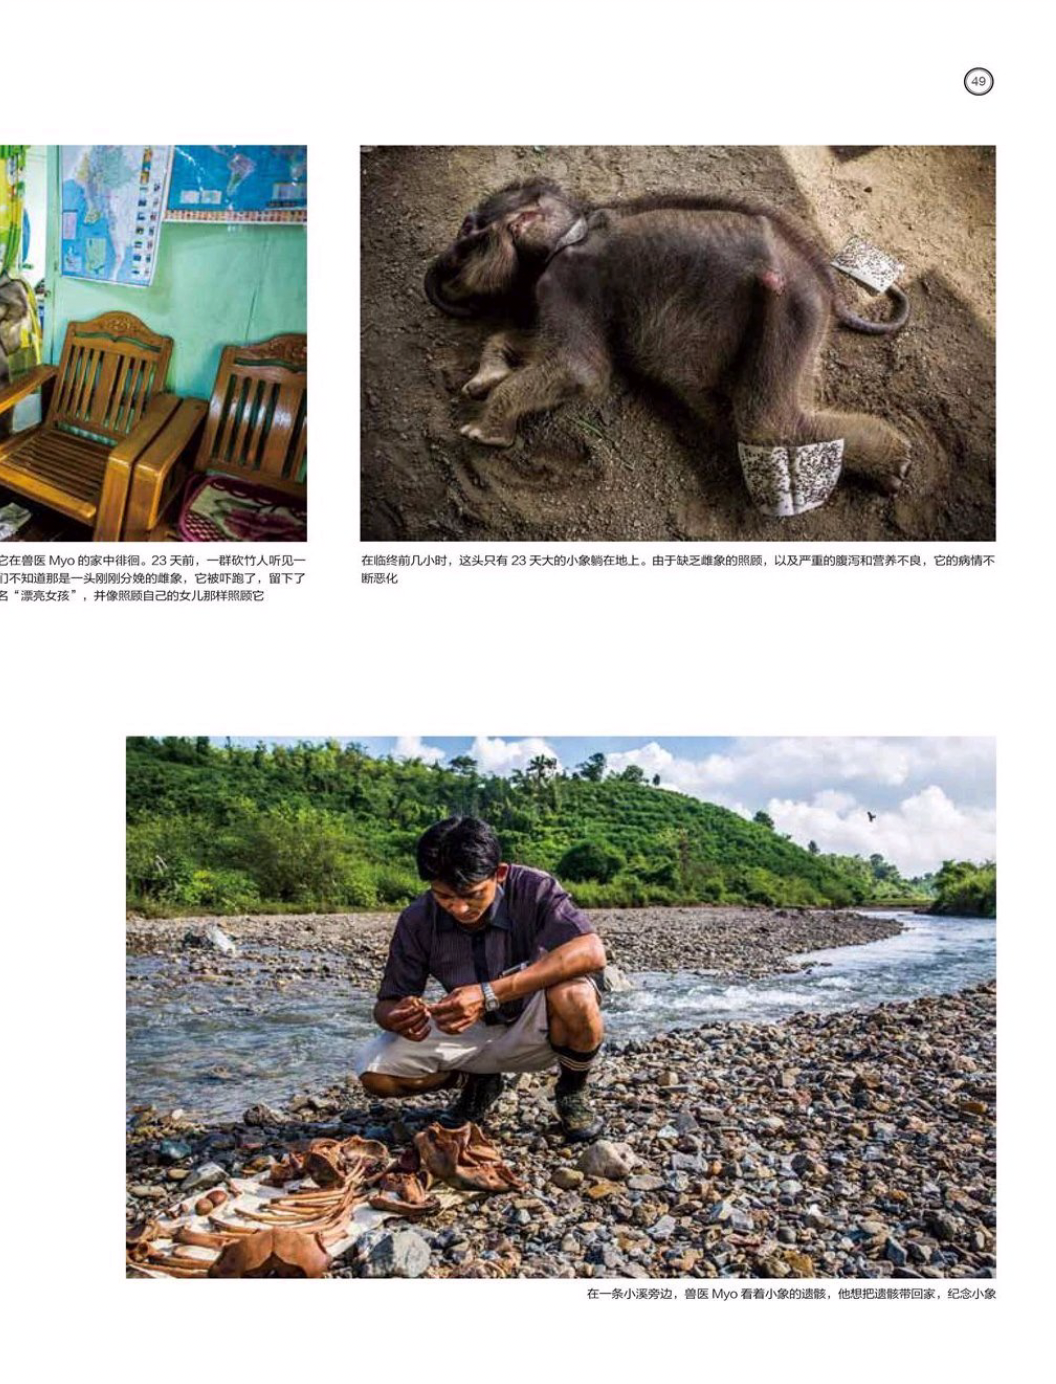 49
它在兽医 Myo 的家中徘徊。23 天前，一群砍竹人听见一
们不知道那是一头刚刚分娩的雌象，它被吓跑了，留下了
名“漂亮女孩”，并像照顾自己的女儿那样照顾它
在临终前几小时，这头只有 23 天大的小象躺在地上。由于缺乏雌象的照顾，以及严重的腹泻和营养不良，它的病情不
断恶化
在一条小溪旁边，兽医 Myo 看着小象的遗骸，他想把遗骸带回家，纪念小象